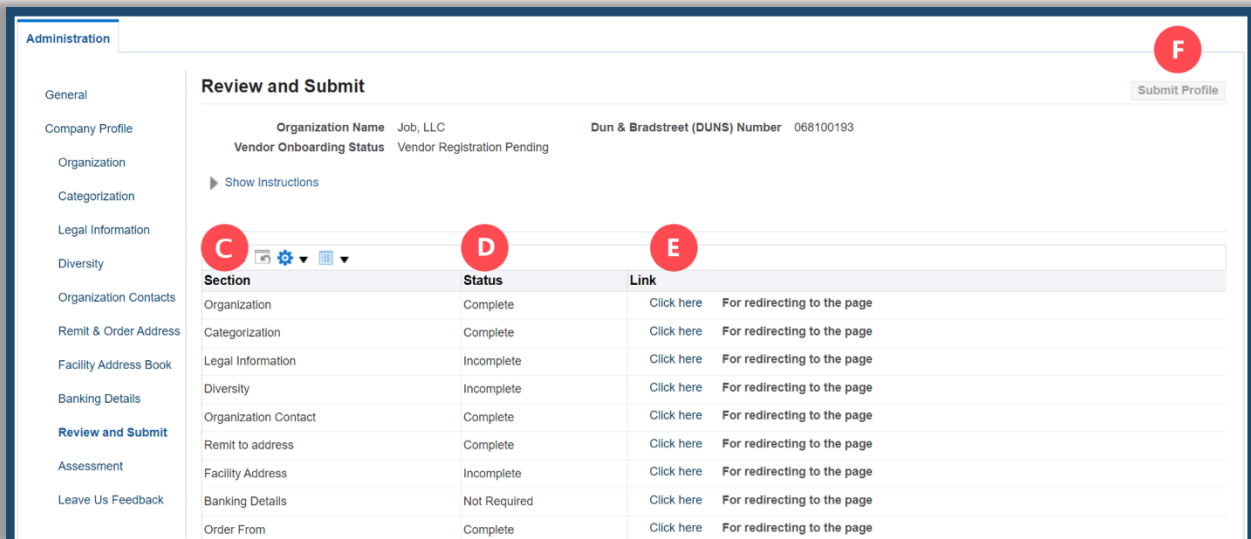 Administration
F
Review and Submit
Submit Profile
General
Company Profile
Organization
Categorization
Legal Information
Diversity
Organization Contacts
Remit & Order Address
Facility Address Book
Banking Details
Review and Submit
Assessment
Leave Us Feedback
Organization Name Job, LLC Dun & Bradstreet (DUNS) Number 068100193
Vendor Onboarding Status Vendor Registration Pending
Show Instructions
C D E
Section Status Link
Organization Complete Click here For redirecting to the page
Categorization Complete Click here For redirecting to the page
Legal Information Incomplete Click here For redirecting to the page
Diversity Incomplete Click here For redirecting to the page
Organization Contact Complete Click here For redirecting to the page
Remit to address Complete Click here For redirecting to the page
Facility Address Incomplete Click here For redirecting to the page
Banking Details Not Required Click here For redirecting to the page
Order From Complete Click here For redirecting to the page